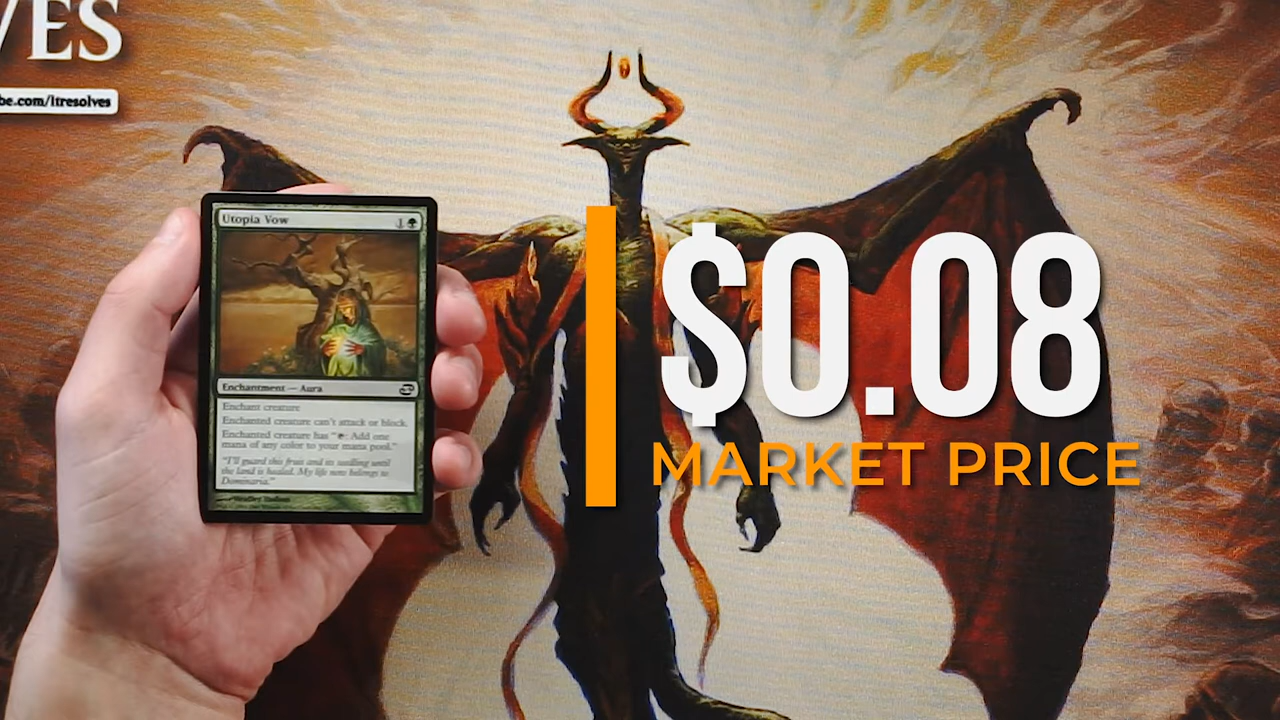 VES
be.com/ltresolves
Utopia Vow
1
Enchantment — Aura
Enchant creature
Enchanted creature can't attack or block.
Enchanted creature has ": Add one
mana of any color to your mana pool."
"I'll guard this fruit and its seedling until
the land is healed. My life now belongs to
Dominaria."
$0.08
MARKET PRICE